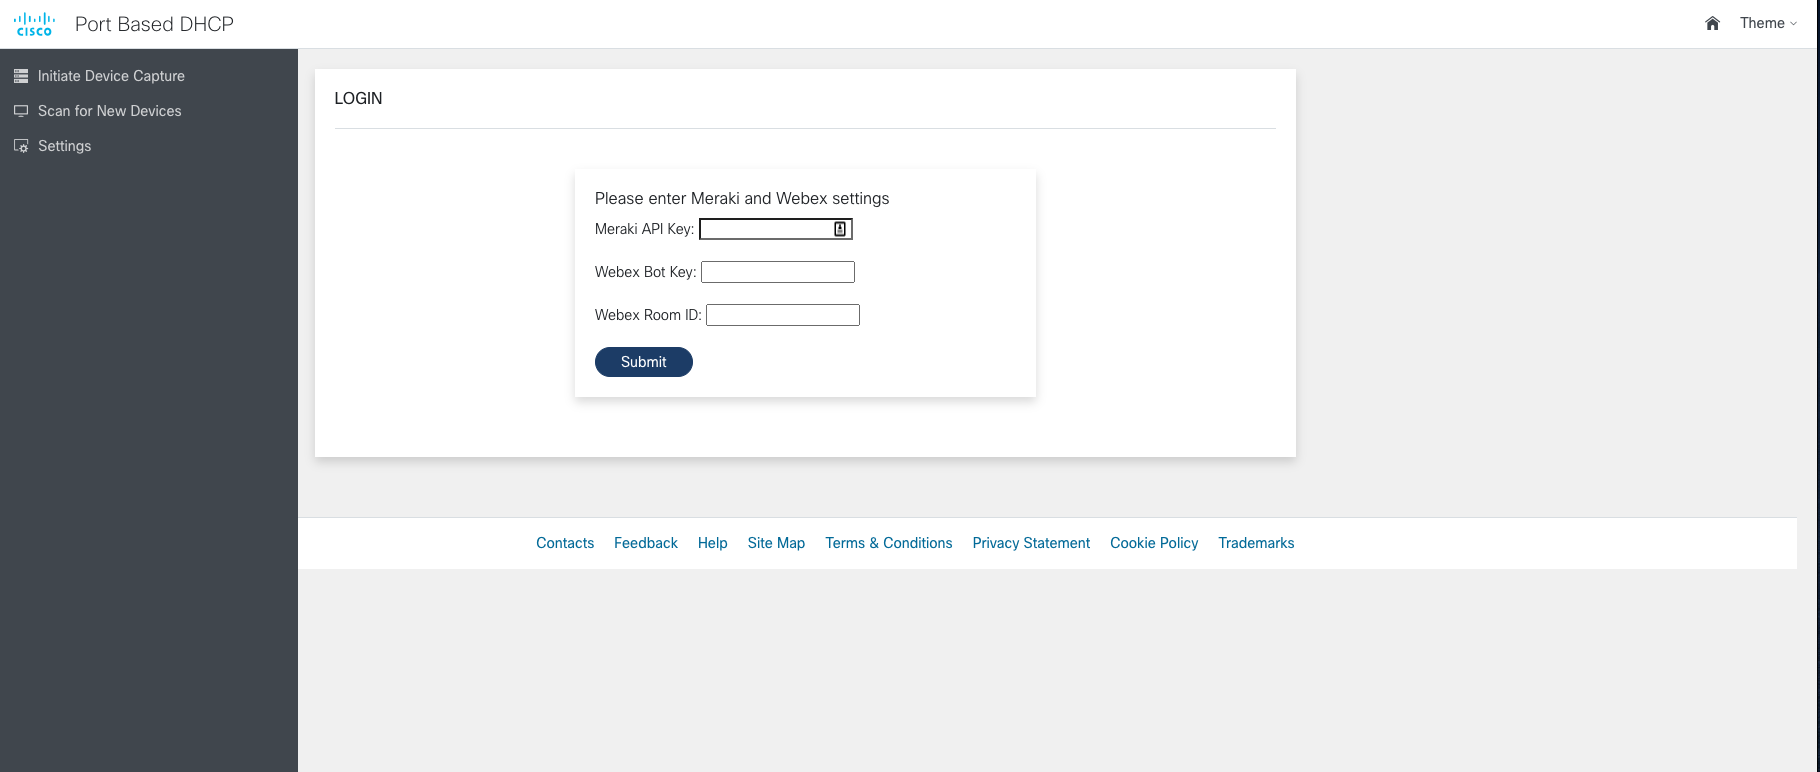 CISCO
Port Based DHCP
Theme
Initiate Device Capture
Scan for New Devices
Settings
LOGIN
Please enter Meraki and Webex settings
Meraki API Key:
Webex Bot Key:
Webex Room ID:
Submit
Contacts Feedback Help Site Map Terms & Conditions Privacy Statement Cookie Policy Trademarks